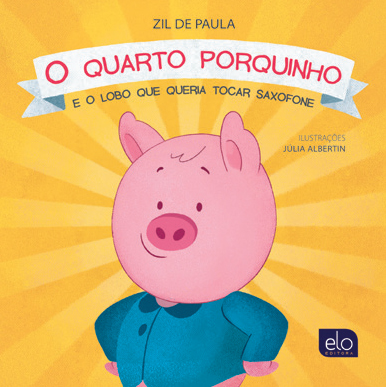 ZIL DE PAULA
O QUARTO PORQUINHO
E O LOBO QUE QUERIA TOCAR SAXOFONE
ILUSTRAÇÕES
JÚLIA ALBERTIN
elo
EDITORA